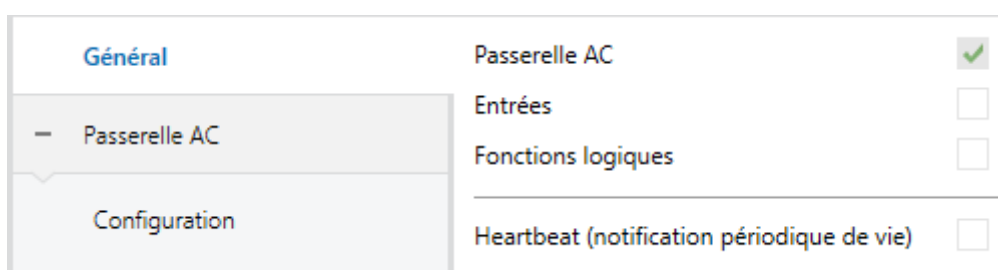 Général
Passerelle AC
Configuration
Passerelle AC
Entrées
Fonctions logiques
Heartbeat (notification périodique de vie)